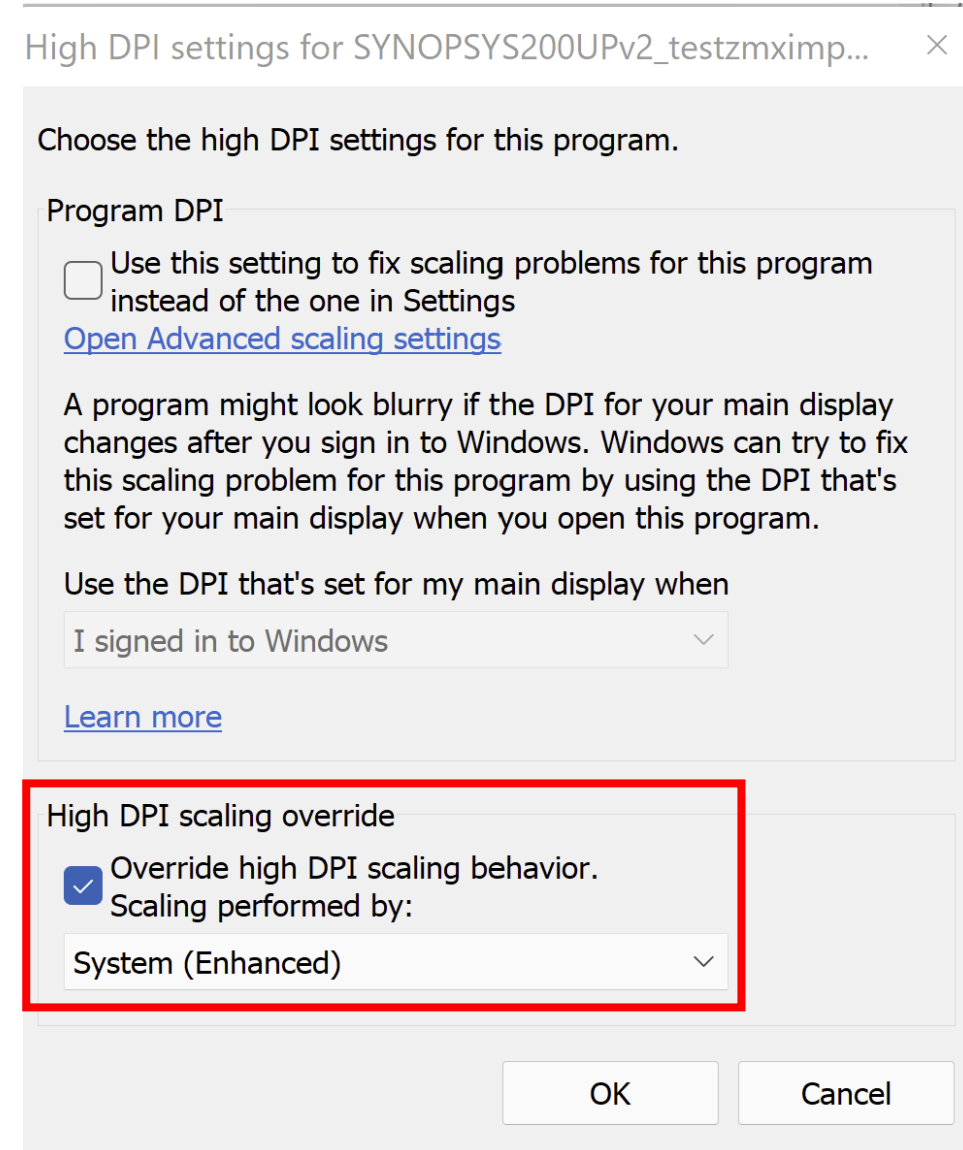 High DPI settings for SYNOPSYS200UPv2_testzmximp...
Choose the high DPI settings for this program.
Program DPI
Use this setting to fix scaling problems for this program
instead of the one in Settings
Open Advanced scaling settings
A program might look blurry if the DPI for your main display
changes after you sign in to Windows. Windows can try to fix
this scaling problem for this program by using the DPI that's
set for your main display when you open this program.
Use the DPI that's set for my main display when
I signed in to Windows
Learn more
High DPI scaling override
Override high DPI scaling behavior.
Scaling performed by:
System (Enhanced)
OK
Cancel